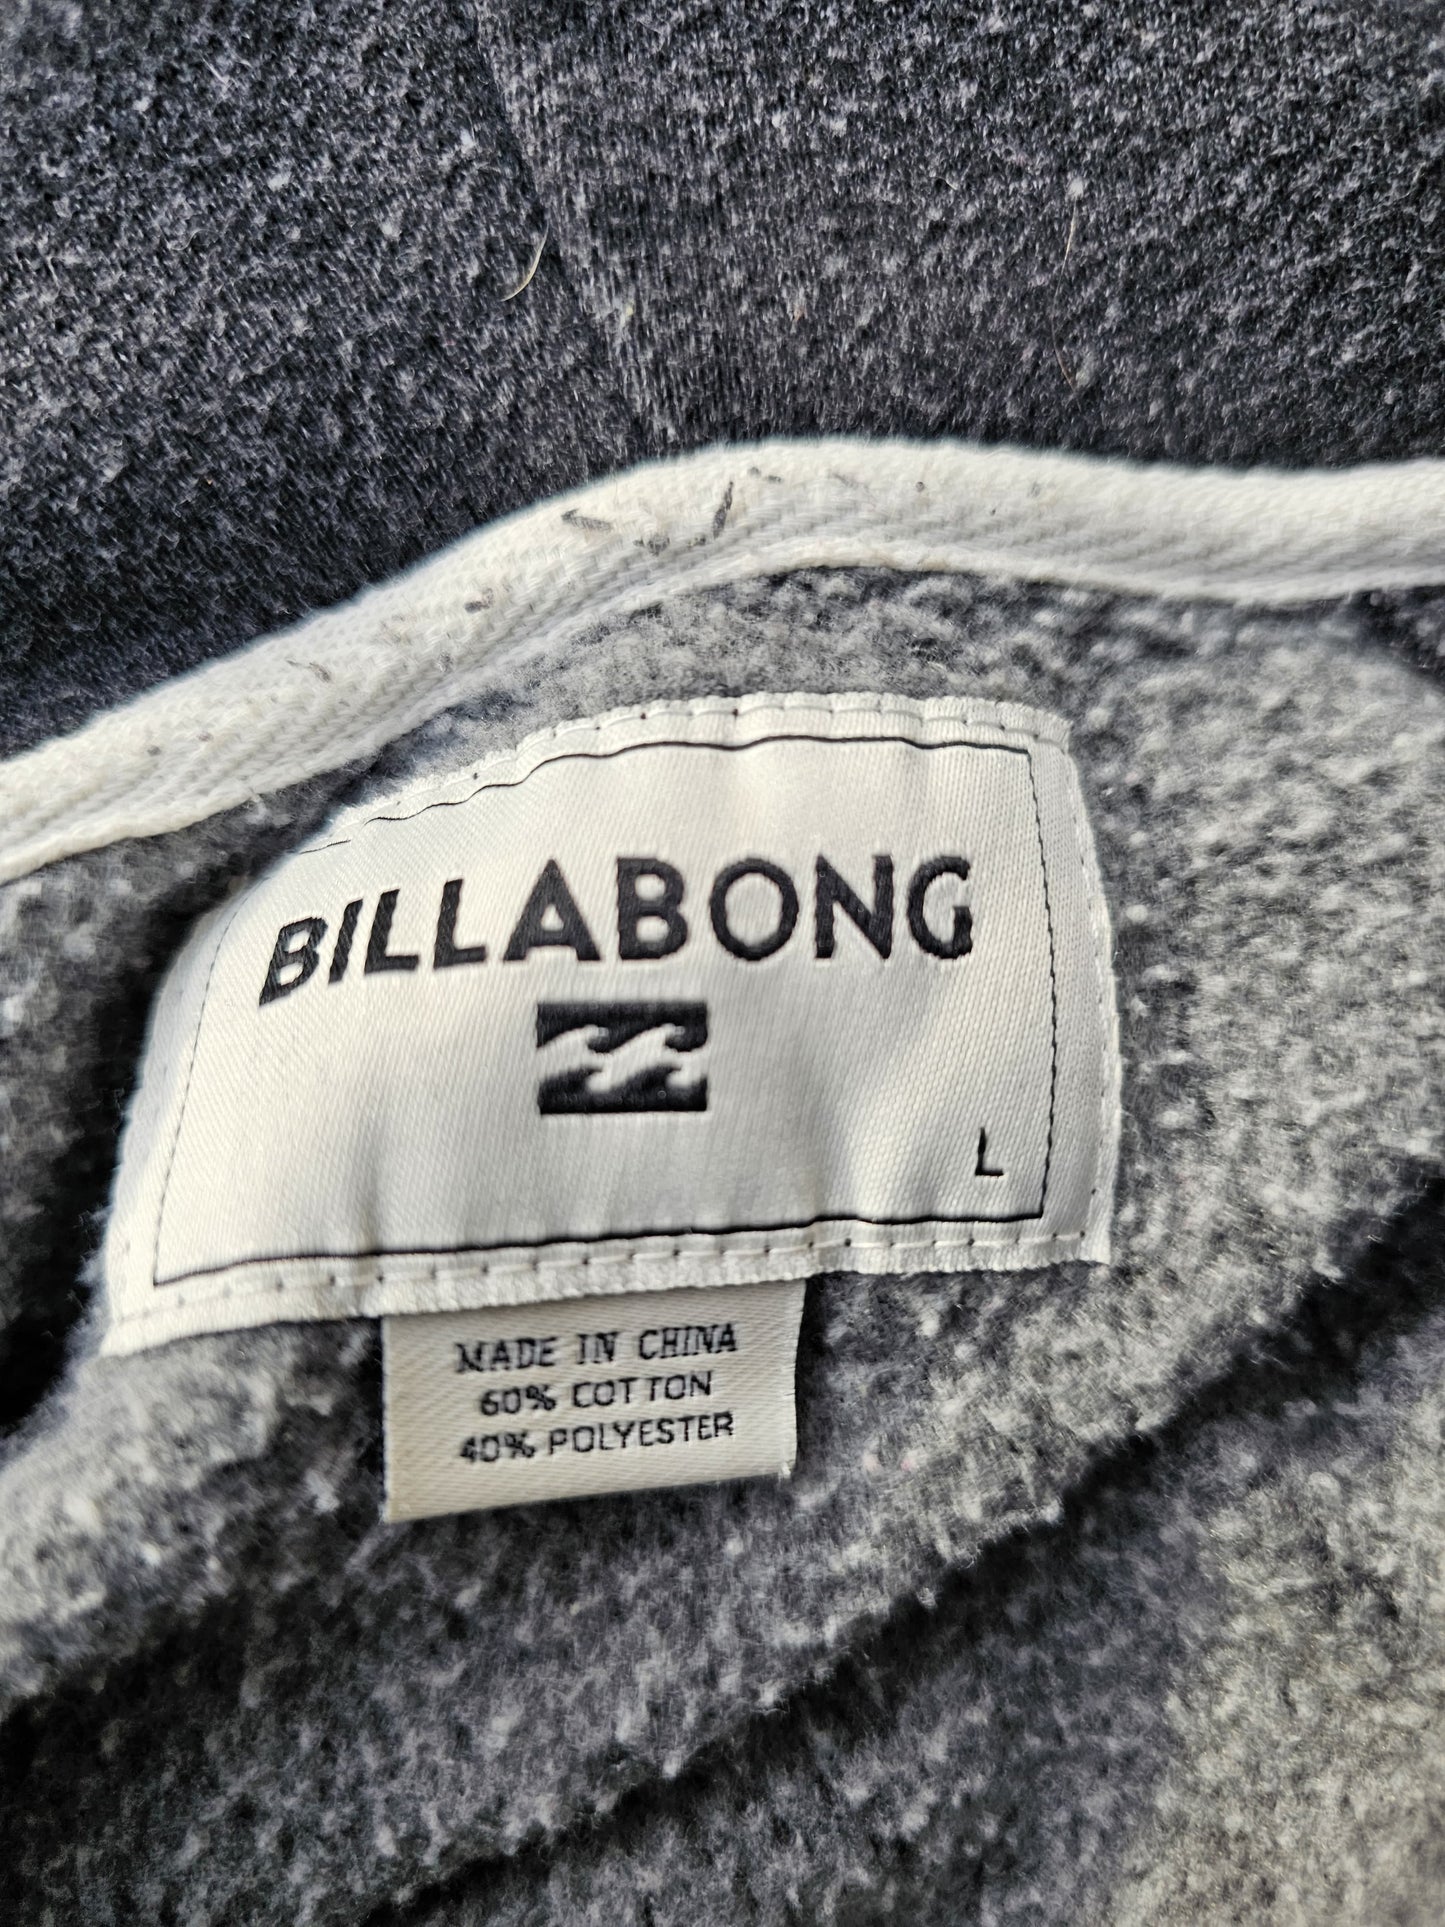 BILLABONG
L
MADE IN CHINA
60% COTTON
40% POLYESTER